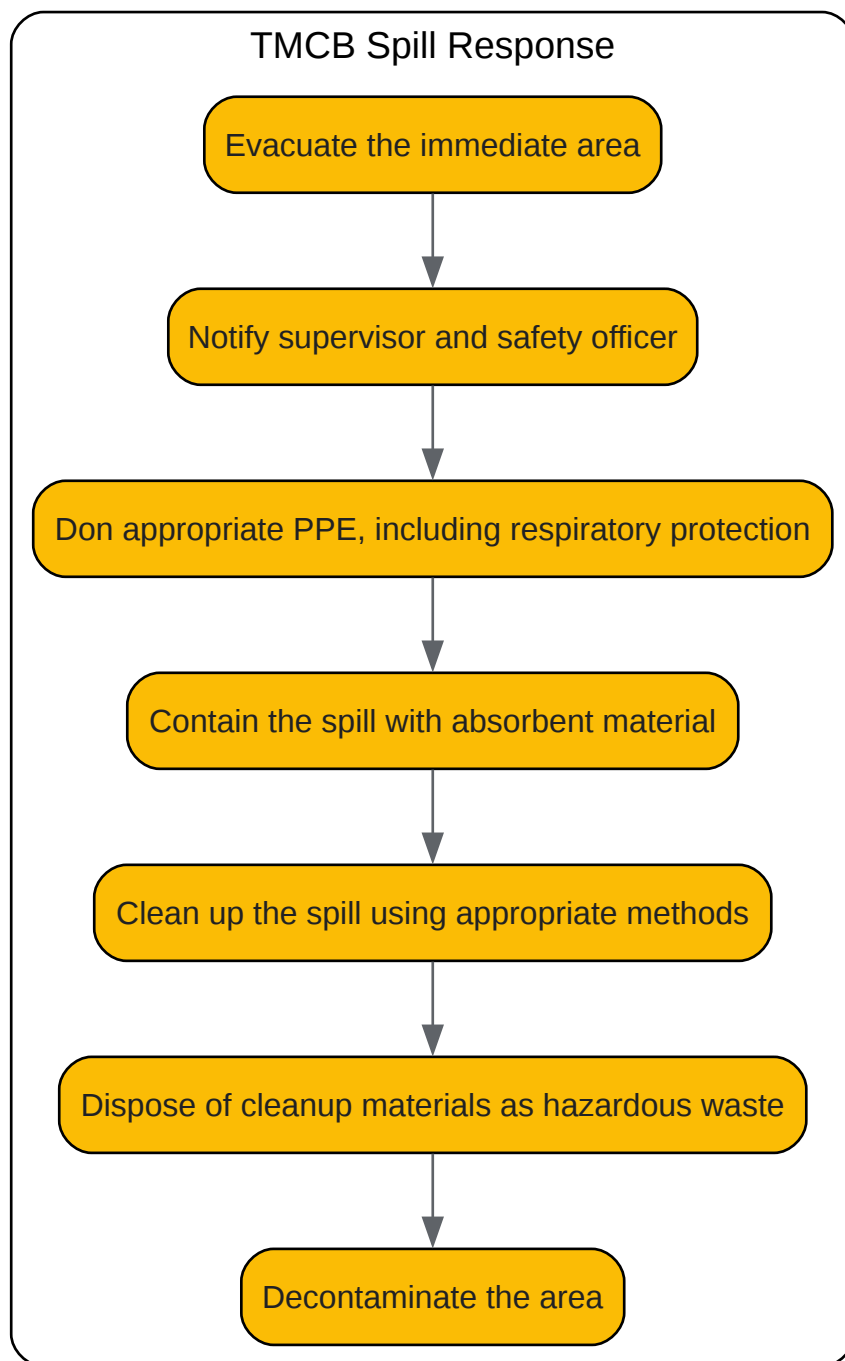 TMCB Spill Response
Evacuate the immediate area
Notify supervisor and safety officer
Don appropriate PPE, including respiratory protection
Contain the spill with absorbent material
Clean up the spill using appropriate methods
Dispose of cleanup materials as hazardous waste
Decontaminate the area